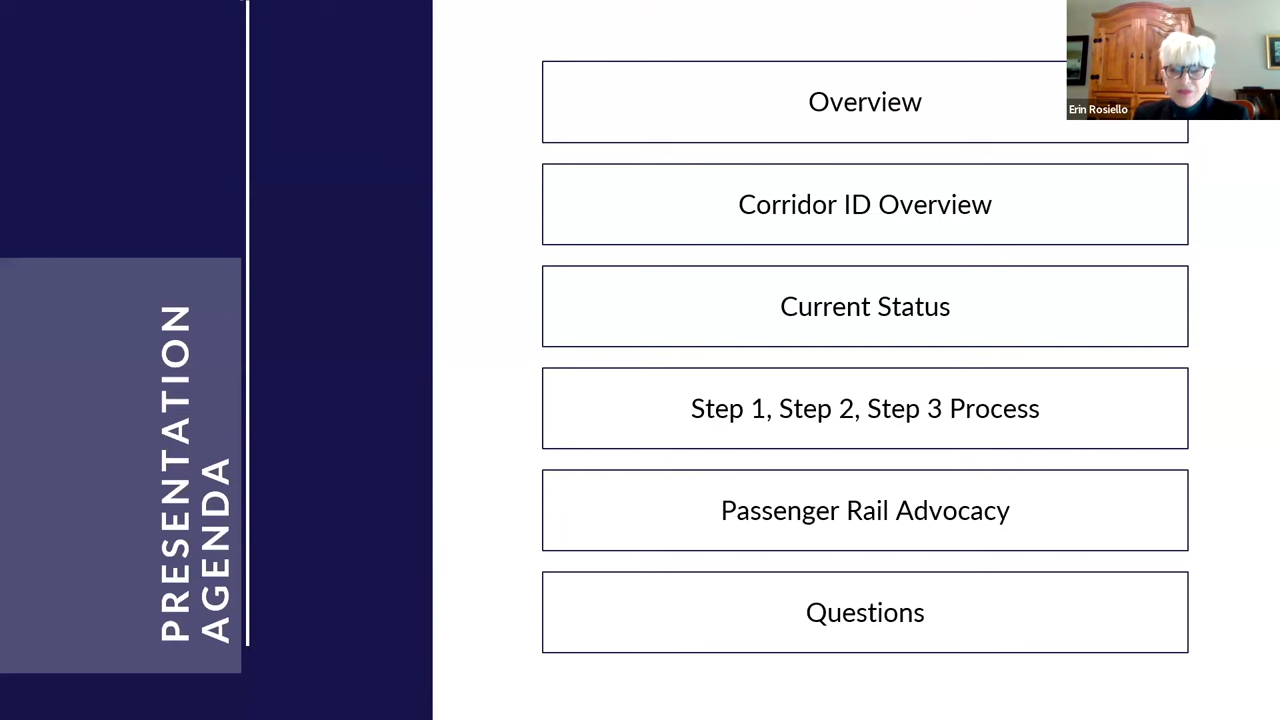 PRESENTATION
AGENDA
Overview
Erin Rosiello
Corridor ID Overview
Current Status
Step 1, Step 2, Step 3 Process
Passenger Rail Advocacy
Questions